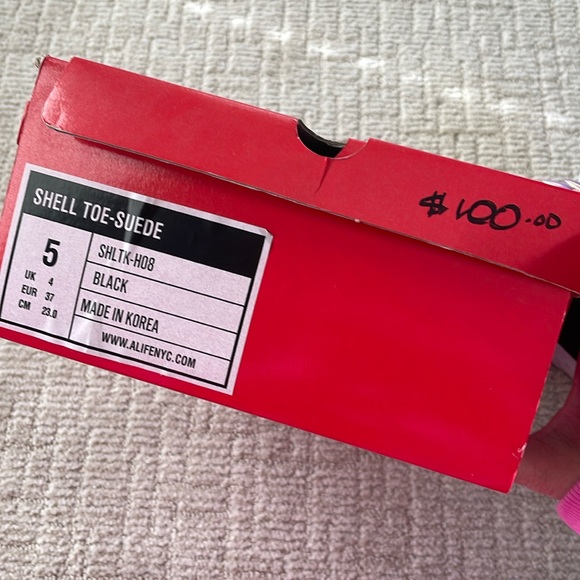 $100.00
SHELL TOE-SUEDE
5
UK 4
EUR 37
CM 23.0
SHLTK-H08
BLACK
MADE IN KOREA
WWW.ALIFENYC.COM